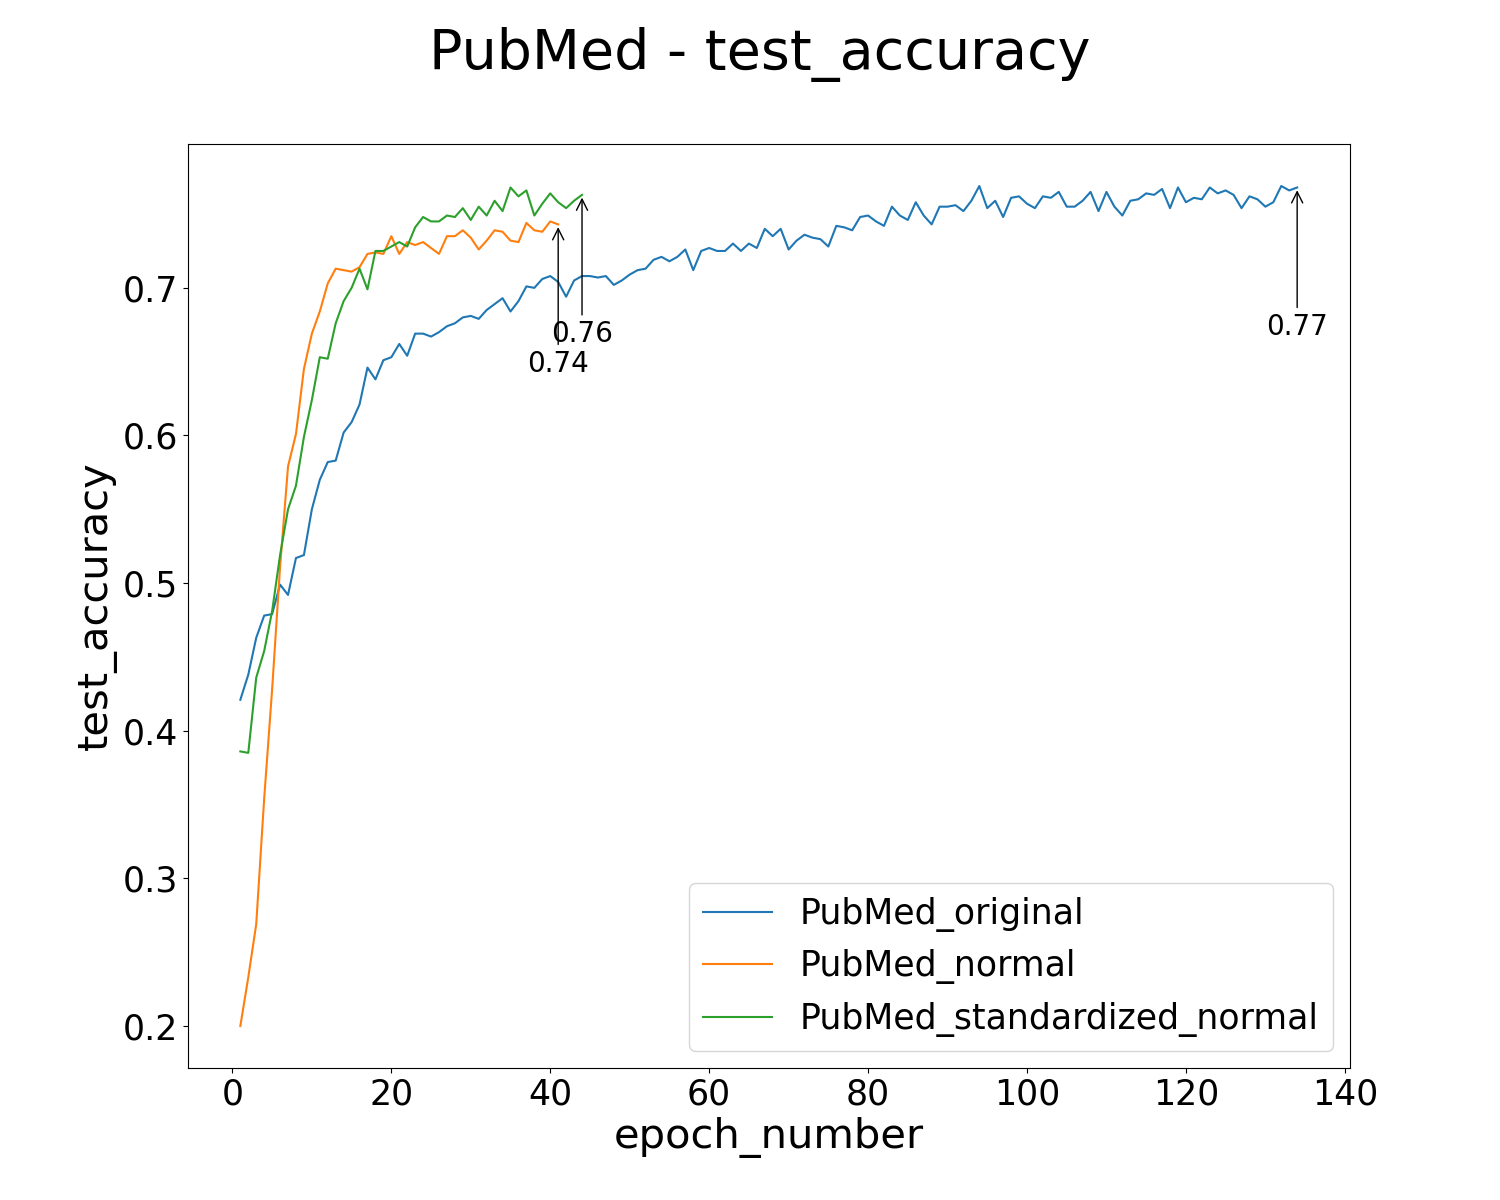 PubMed - test_accuracy
test_accuracy
0.7
0.6
0.5
0.4
0.3
0.2
0.76
0.74
0.77
PubMed_original
PubMed_normal
PubMed_standardized_normal
0 20 40 60 80 100 120 140
epoch_number